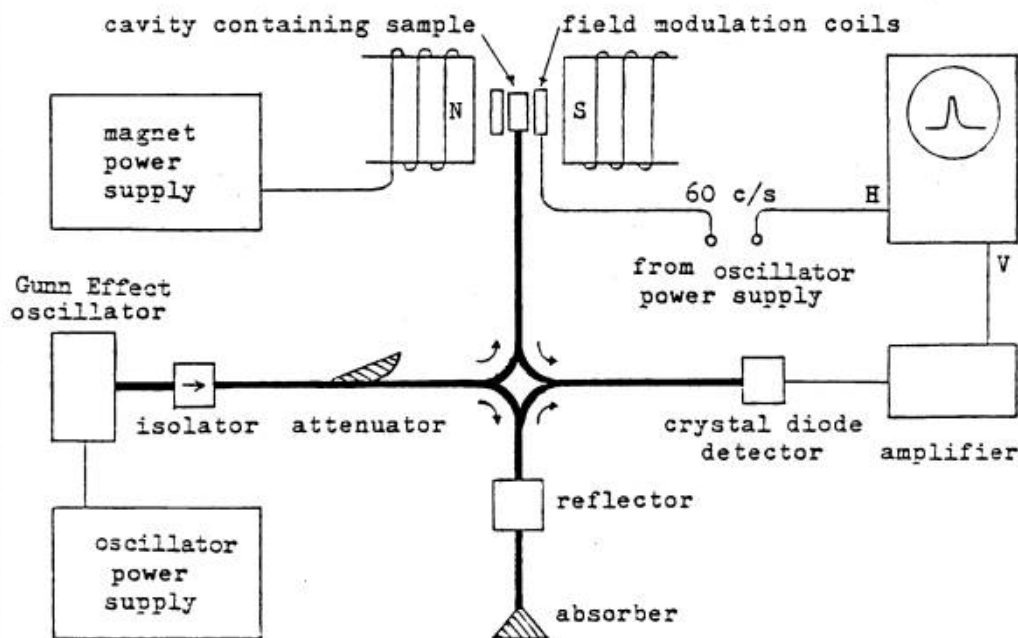 cavity containing sample
field modulation coils
magnet
power
supply
N
S
60 c/s
H
V
from oscillator
power supply
Gunn Effect
oscillator
isolator
attenuator
crystal diode
detector
amplifier
reflector
oscillator
power
supply
absorber